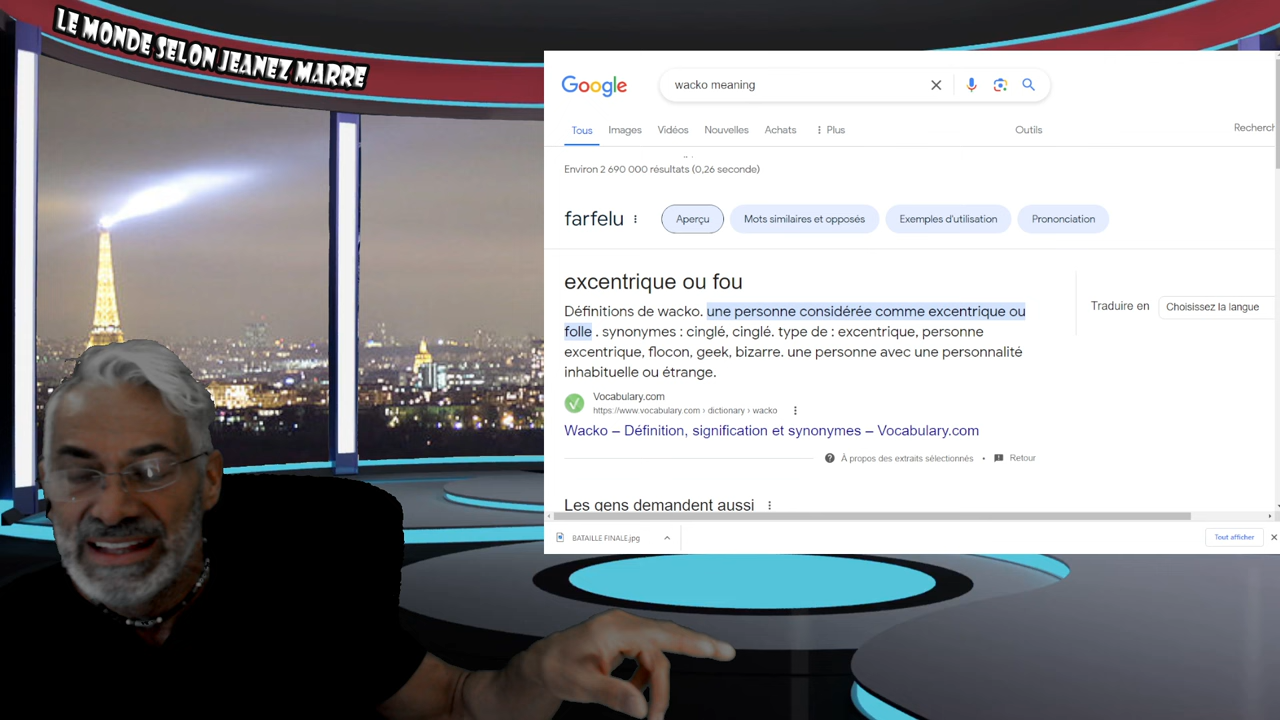 LE MONDE SELON JEANEZ MARRE
Google
wacko meaning
Tous Images Vidéos Nouvelles Achats Plus Outils
Recherch
Environ 2 690 000 résultats (0,26 seconde)
farfelu Aperçu Mots similaires et opposés Exemples d'utilisation Prononciation
excentrique ou fou
Définitions de wacko. une personne considérée comme excentrique ou
folle . synonymes : cinglé, cinglé. type de : excentrique, personne
excentrique, flocon, geek, bizarre. une personne avec une personnalité
inhabituelle ou étrange.
Traduire en Choisissez la langue
Vocabulary.com
https://www.vocabulary.com › dictionary › wacko
Wacko – Définition, signification et synonymes – Vocabulary.com
À propos des extraits sélectionnés • Retour
Les gens demandent aussi
BATAILLE FINALE.jpg
Tout afficher